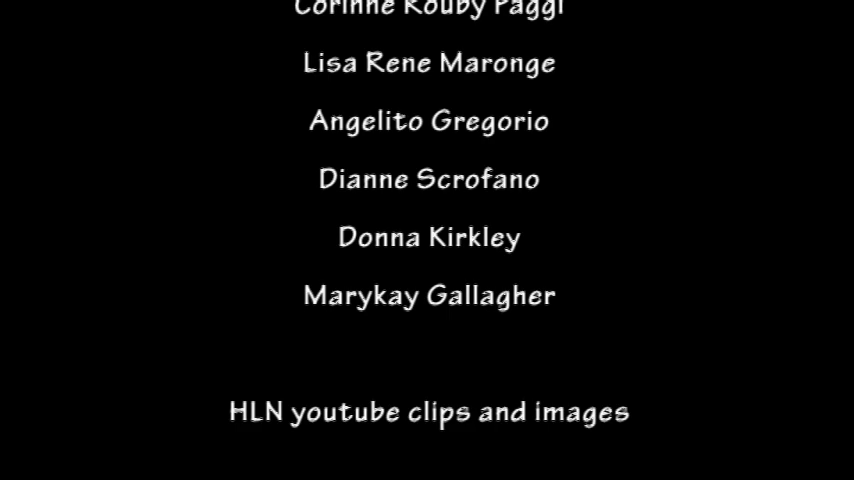 Corinne Rouby Paggi
Lisa Rene Maronge
Angelito Gregorio
Dianne Scrofano
Donna Kirkley
Marykay Gallagher
HLN youtube clips and images